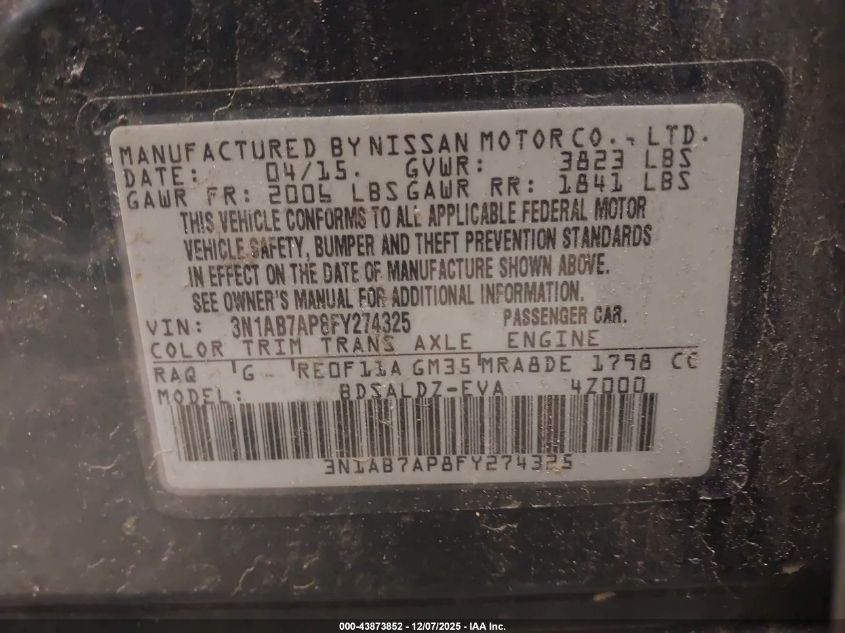 MANUFACTURED BY NISSAN MOTOR CO., LTD.
DATE: 04/15. GVWR: 3823 LBS
GAWR FR: 2006 LBS GAWR RR: 1841 LBS
THIS VEHICLE CONFORMS TO ALL APPLICABLE FEDERAL MOTOR
VEHICLE SAFETY, BUMPER AND THEFT PREVENTION STANDARDS
IN EFFECT ON THE DATE OF MANUFACTURE SHOWN ABOVE.
SEE OWNER'S MANUAL FOR ADDITIONAL INFORMATION.
VIN: 3N1AB7AP8FY274325 PASSENGER CAR.
COLOR TRIM TRANS AXLE ENGINE
RAQ G RE0F11A GM35 MRA8DE 1798 CC
MODEL: BDSALDZ-EVA 4Z000
3N1AB7AP8FY274325
000-43873852 - 12/07/2025 - IAA Inc.